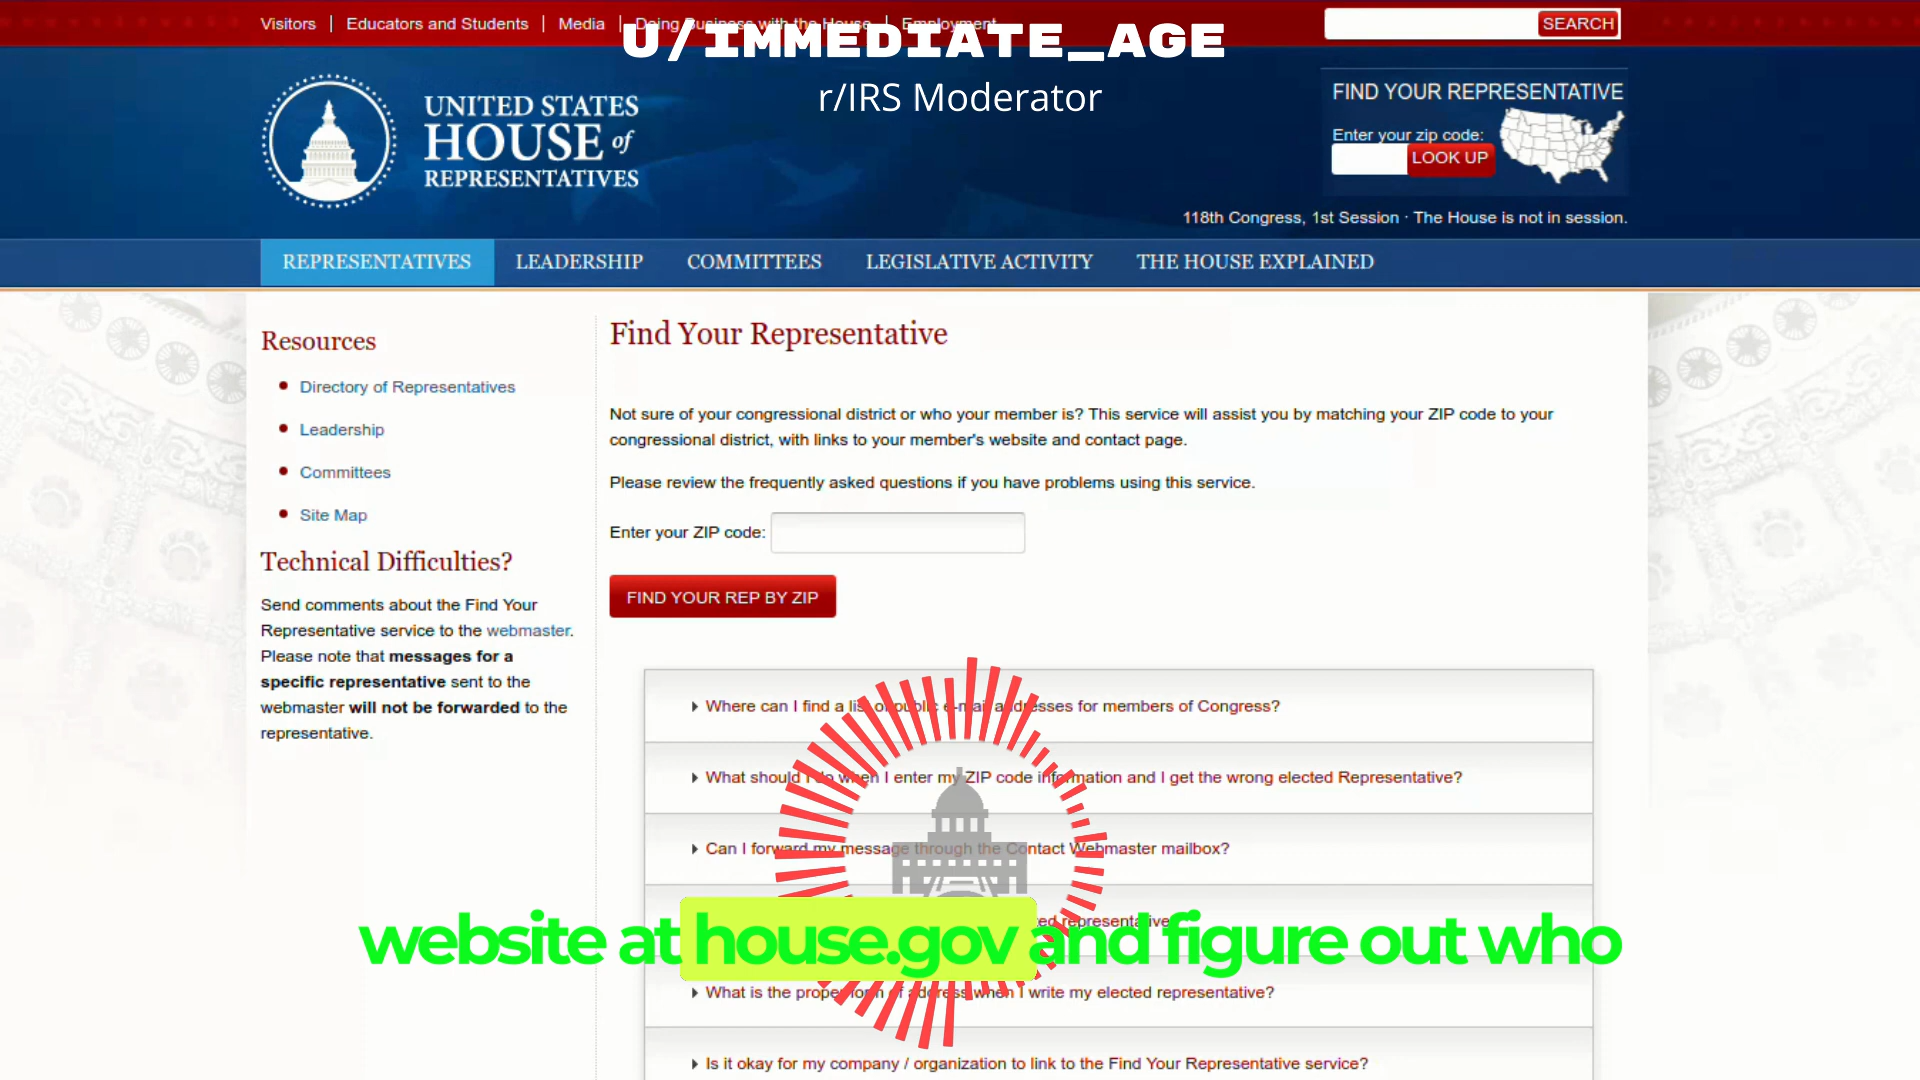 Visitors | Educators and Students | Media | Doing Business with the House | Employment
SEARCH
U/IMMEDIATE_AGE
r/IRS Moderator
UNITED STATES
HOUSE of
REPRESENTATIVES
FIND YOUR REPRESENTATIVE
Enter your zip code:
LOOK UP
118th Congress, 1st Session · The House is not in session.
REPRESENTATIVES LEADERSHIP COMMITTEES LEGISLATIVE ACTIVITY THE HOUSE EXPLAINED
Resources
Directory of Representatives
Leadership
Committees
Site Map
Technical Difficulties?
Send comments about the Find Your
Representative service to the webmaster.
Please note that messages for a
specific representative sent to the
webmaster will not be forwarded to the
representative.
Find Your Representative
Not sure of your congressional district or who your member is? This service will assist you by matching your ZIP code to your
congressional district, with links to your member's website and contact page.
Please review the frequently asked questions if you have problems using this service.
Enter your ZIP code:
FIND YOUR REP BY ZIP
Where can I find a list of public e-mail addresses for members of Congress?
What should I do when I enter my ZIP code information and I get the wrong elected Representative?
Can I forward my message through the Contact Webmaster mailbox?
website at house.gov and figure out who
What is the proper form of address when I write my elected representative?
Is it okay for my company / organization to link to the Find Your Representative service?